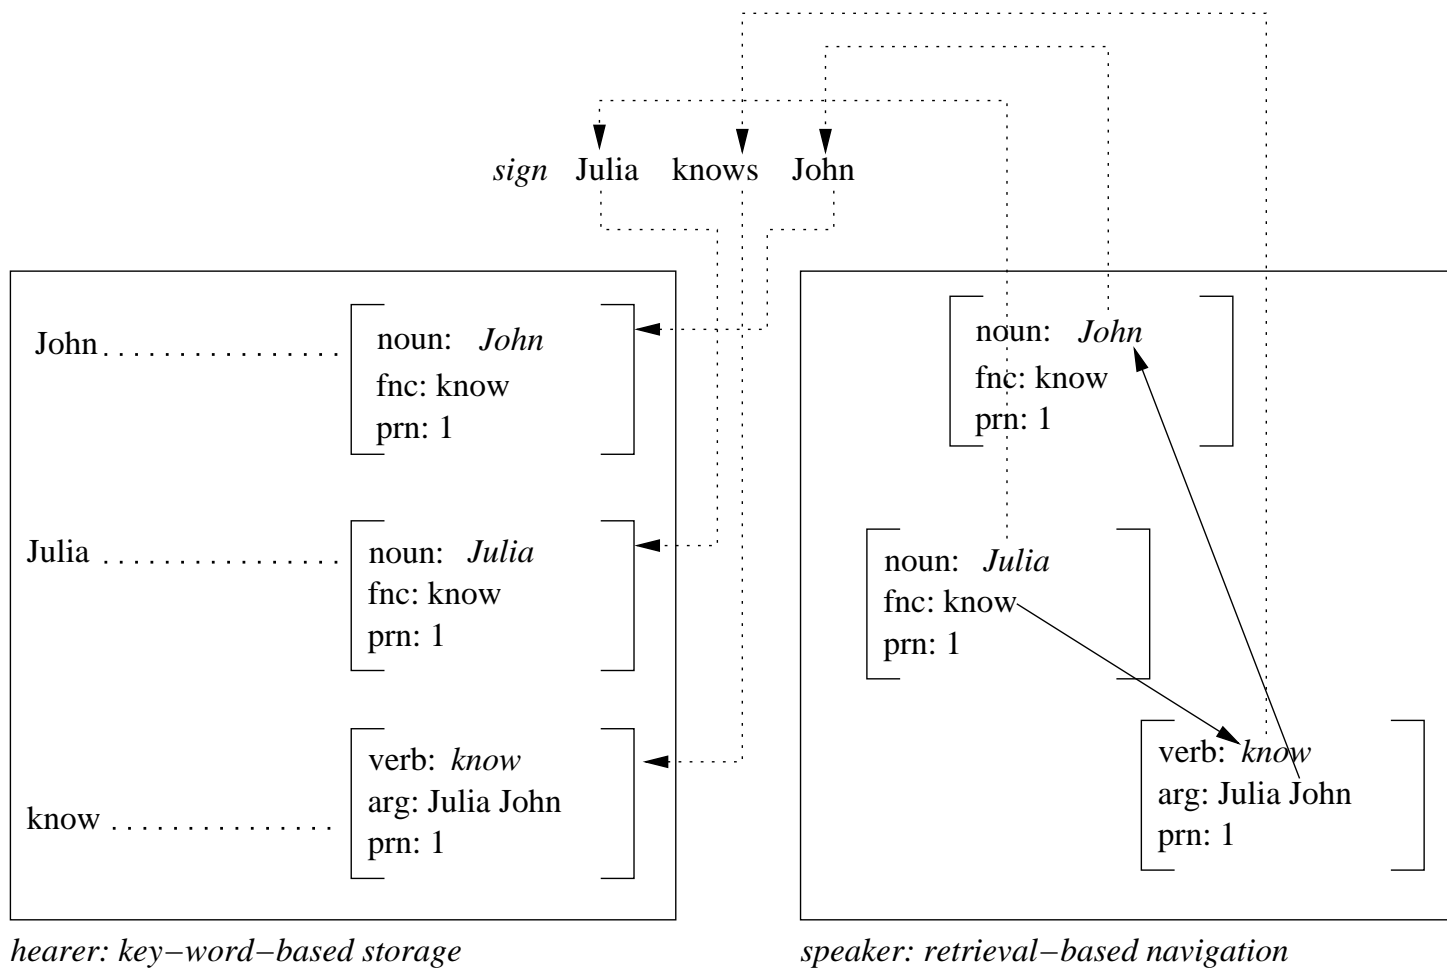 sign Julia knows John
John................
noun: John
fnc: know
prn: 1
Julia ................
noun: Julia
fnc: know
prn: 1
know ...............
verb: know
arg: Julia John
prn: 1
hearer: key−word−based storage
noun: John
fnc: know
prn: 1
noun: Julia
fnc: know
prn: 1
verb: know
arg: Julia John
prn: 1
speaker: retrieval−based navigation